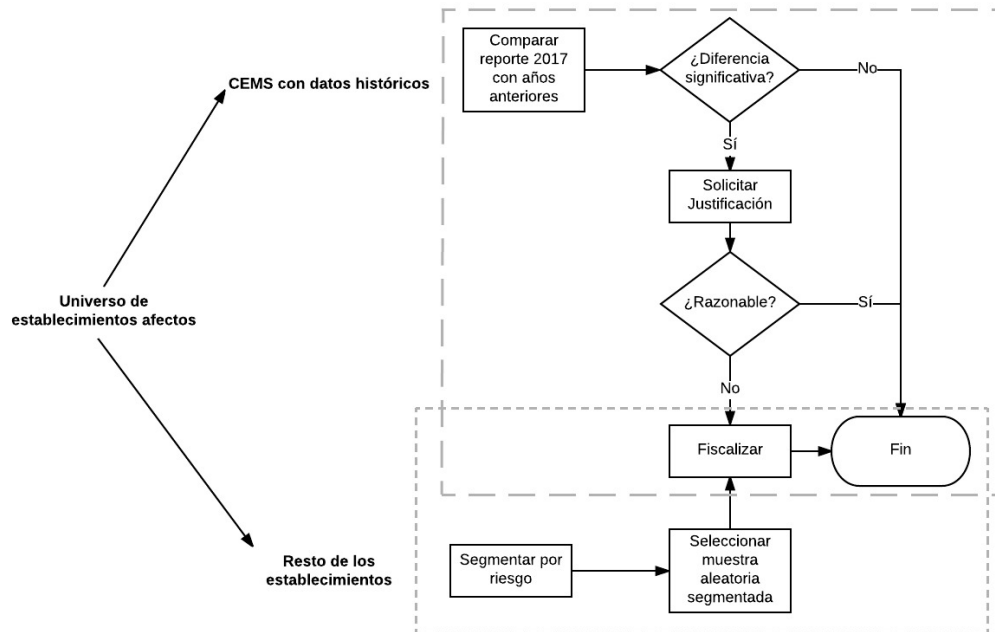 Comparar
reporte 2017
con años
anteriores
¿Diferencia
significativa?
No
CEMS con datos históricos
Sí
Solicitar
Justificación
Universo de
establecimientos afectos
¿Razonable?
Sí
No
Fiscalizar
Fin
Resto de los
establecimientos
Segmentar por
riesgo
Seleccionar
muestra
aleatoria
segmentada